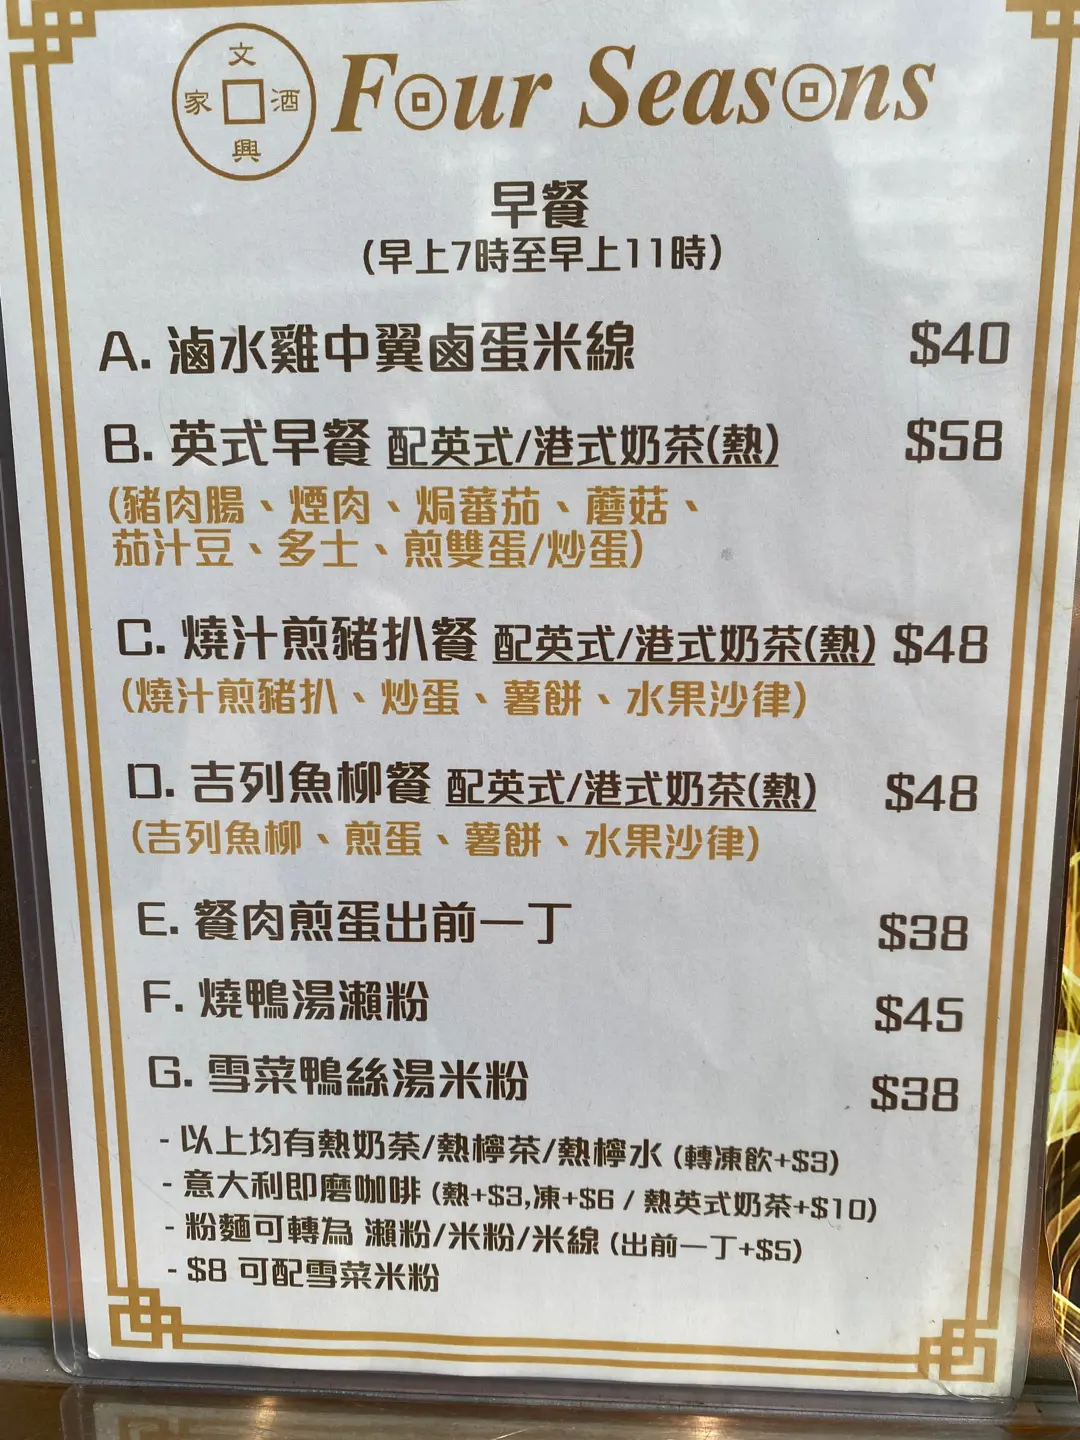 文
家 酒
興
Four Seasons
早餐
(早上7時至早上11時)
A. 滷水雞中翼鹵蛋米線 $40
B. 英式早餐 配英式/港式奶茶(熱) $58
(豬肉腸、煙肉、焗蕃茄、蘑菇、
茄汁豆、多士、煎雙蛋/炒蛋)
C. 燒汁煎豬扒餐 配英式/港式奶茶(熱) $48
(燒汁煎豬扒、炒蛋、薯餅、水果沙律)
D. 吉列魚柳餐 配英式/港式奶茶(熱) $48
(吉列魚柳、煎蛋、薯餅、水果沙律)
E. 餐肉煎蛋出前一丁 $38
F. 燒鴨湯瀨粉 $45
G. 雪菜鴨絲湯米粉 $38
- 以上均有熱奶茶/熱檸茶/熱檸水 (轉凍飲+$3)
- 意大利即磨咖啡 (熱+$3,凍+$6 / 熱英式奶茶+$10)
- 粉麵可轉為 瀨粉/米粉/米線 (出前一丁+$5)
- $8 可配雪菜米粉